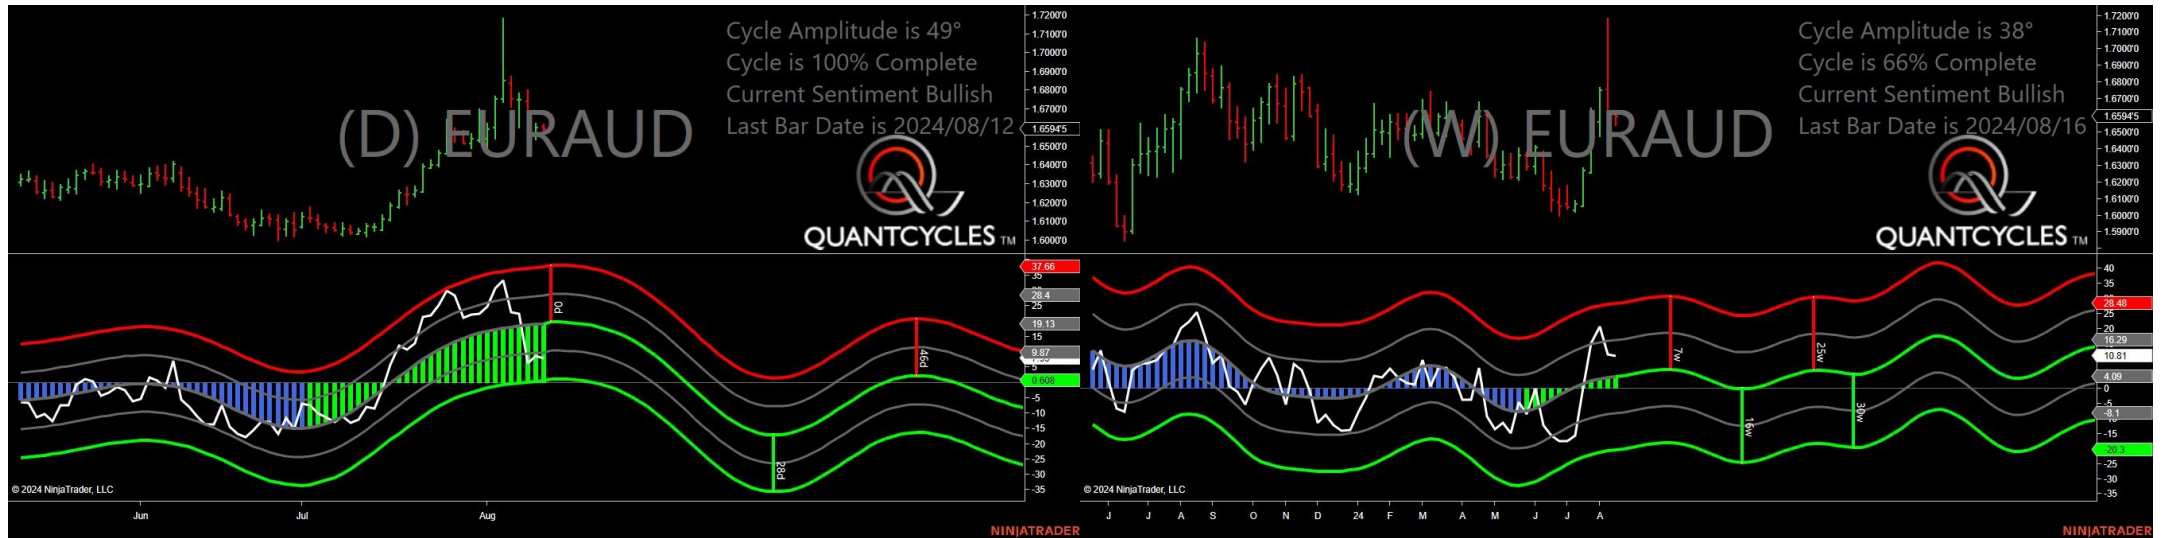 Cycle Amplitude is 49°
Cycle is 100% Complete
Current Sentiment Bullish
Last Bar Date is 2024/08/12
(D) EURAUD
QUANTCYCLES TM
1.7200'0
1.7100'0
1.7000'0
1.6900'0
1.6800'0
1.6700'0
1.6594'5
1.6500'0
1.6400'0
1.6300'0
1.6200'0
1.6100'0
1.6000'0
37.66
35
28.4
25
19.13
15
9.87
5
0.608
-5
-10
-15
-20
-25
-30
-35
0d
28d
46d
© 2024 NinjaTrader, LLC
Jun
Jul
Aug
NINJATRADER
Cycle Amplitude is 38°
Cycle is 66% Complete
Current Sentiment Bullish
Last Bar Date is 2024/08/16
(W) EURAUD
QUANTCYCLES TM
1.7200'0
1.7100'0
1.7000'0
1.6900'0
1.6800'0
1.6700'0
1.6594'5
1.6500'0
1.6400'0
1.6300'0
1.6200'0
1.6100'0
1.6000'0
1.5900'0
40
35
28.48
25
20
16.29
10.81
4.09
0
-5
-8.1
-15
-20.3
-25
-30
-35
7w
16w
25w
30w
© 2024 NinjaTrader, LLC
J
J
A
S
O
N
D
24
F
M
A
M
J
J
A
NINJATRADER